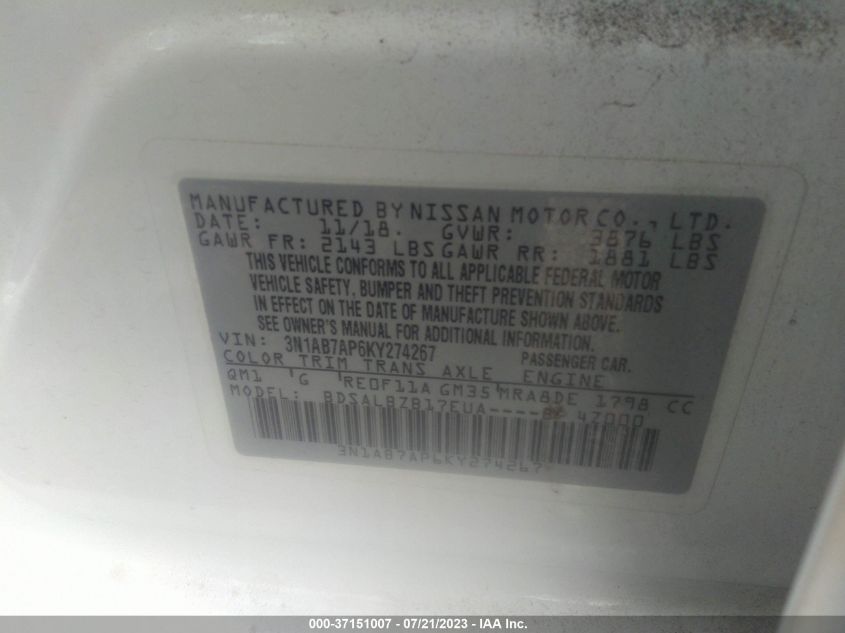 MANUFACTURED BY NISSAN MOTOR CO., LTD.
DATE: 11/18. GVWR: 3876 LBS
GAWR FR: 2143 LBS GAWR RR: 1881 LBS
THIS VEHICLE CONFORMS TO ALL APPLICABLE FEDERAL MOTOR
VEHICLE SAFETY, BUMPER AND THEFT PREVENTION STANDARDS
IN EFFECT ON THE DATE OF MANUFACTURE SHOWN ABOVE.
SEE OWNER'S MANUAL FOR ADDITIONAL INFORMATION.
VIN: 3N1AB7AP6KY274267 PASSENGER CAR.
COLOR TRIM TRANS AXLE ENGINE
QM1 G RE0F11A GM35 MRA8DE 1798 CC
MODEL: BDSALBZB17EUA----
3N1AB7AP6KY274267
000-37151007 - 07/21/2023 - IAA Inc.